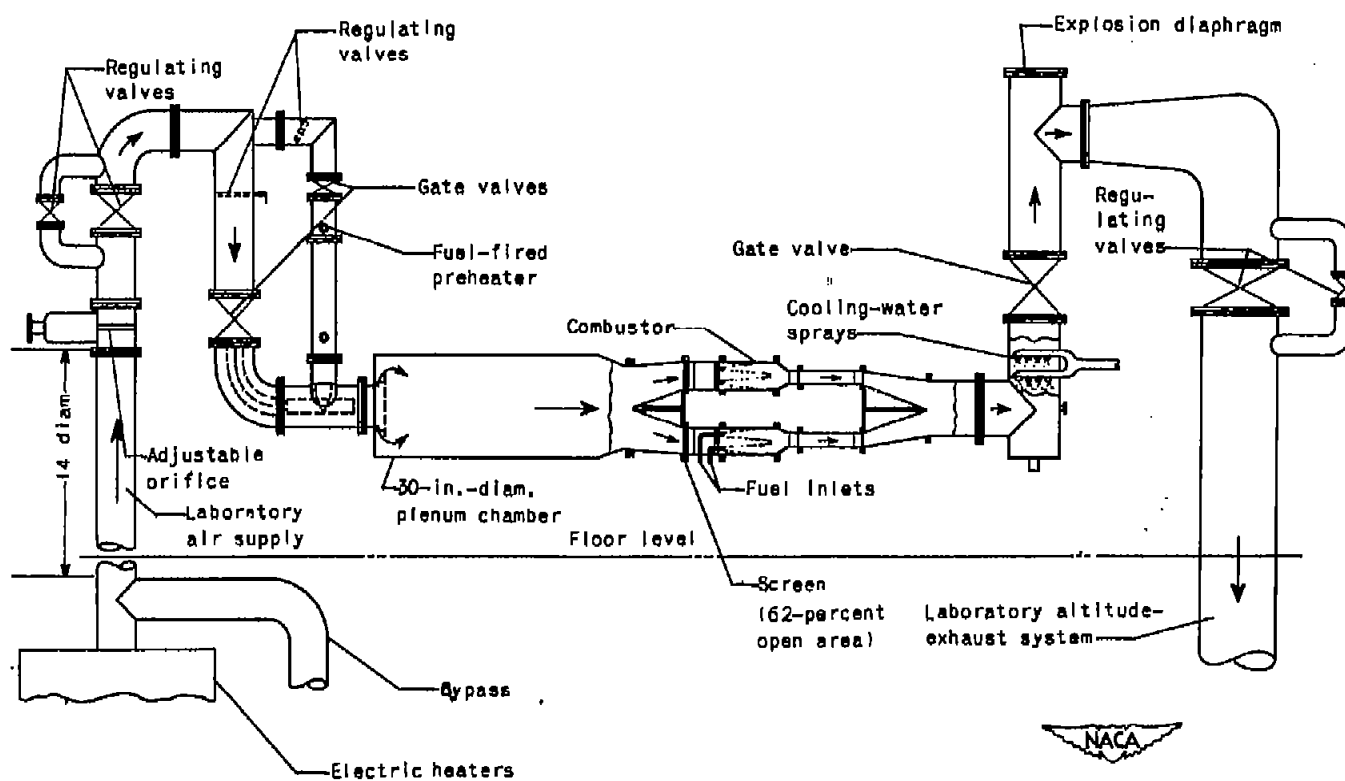 Explosion diaphragm
Regulating
valves
Regulating
valves
Gate valves
Fuel-fired
preheater
Regu-
lating
valves
Gate valve
Cooling-water
sprays
Combustor
14 diam.
Adjustable
orifice
Laboratory
air supply
30-in.-diam.
plenum chamber
Fuel inlets
Floor level
Screen
(62-percent
open area)
Laboratory altitude-
exhaust system
Bypass
Electric heaters
NACA